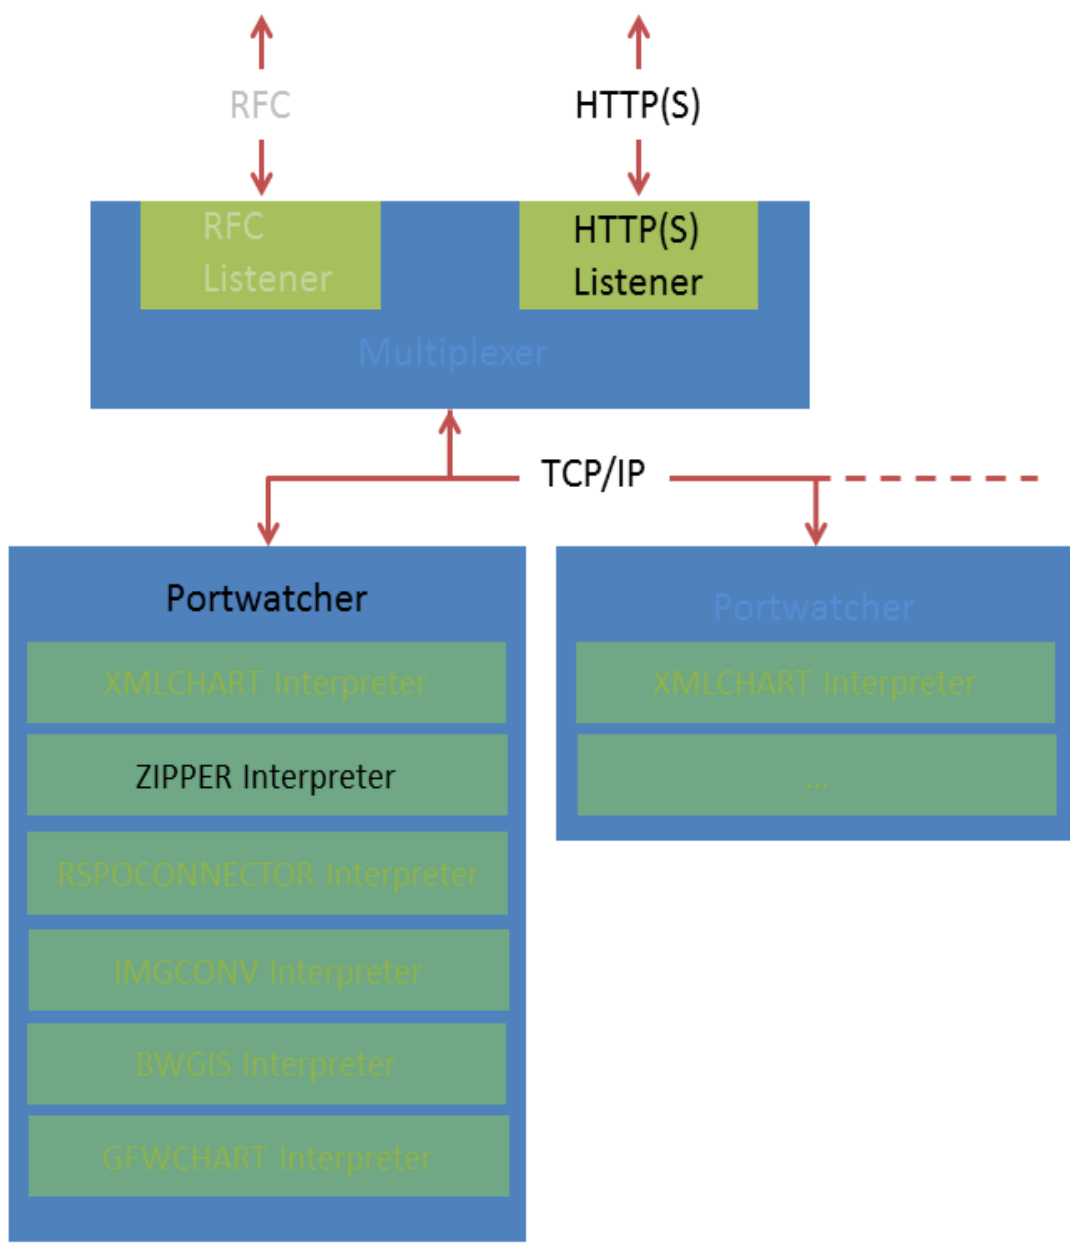 RFC
HTTP(S)
RFC
Listener
HTTP(S)
Listener
Multiplexer
TCP/IP
Portwatcher
XMLCHART Interpreter
ZIPPER Interpreter
RSPOCONNECTOR Interpreter
IMGCONV Interpreter
BWGIS Interpreter
GFWCHART Interpreter
Portwatcher
XMLCHART Interpreter
...